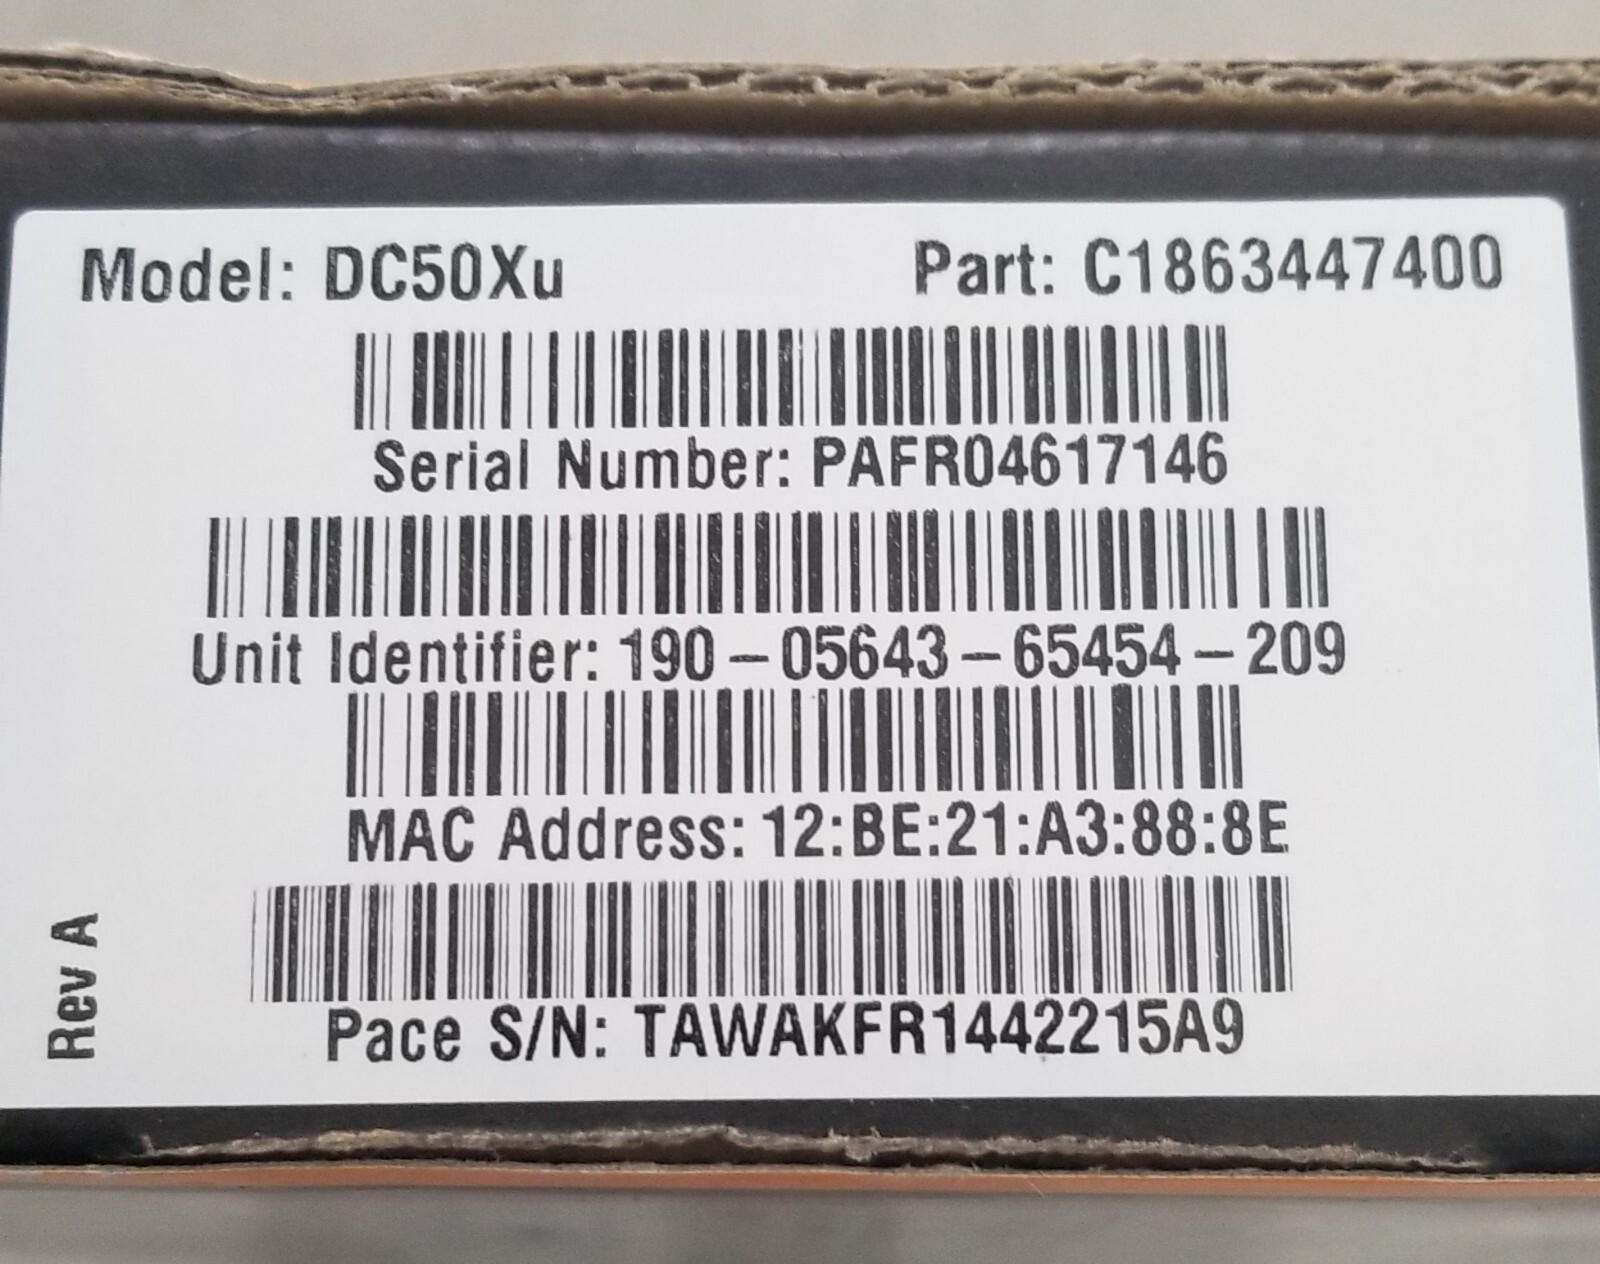 Model: DC50Xu Part: C1863447400
Serial Number: PAFR04617146
Unit Identifier: 190-05643-65454-209
MAC Address: 12:BE:21:A3:88:8E
Pace S/N: TAWAKFR1442215A9
Rev A